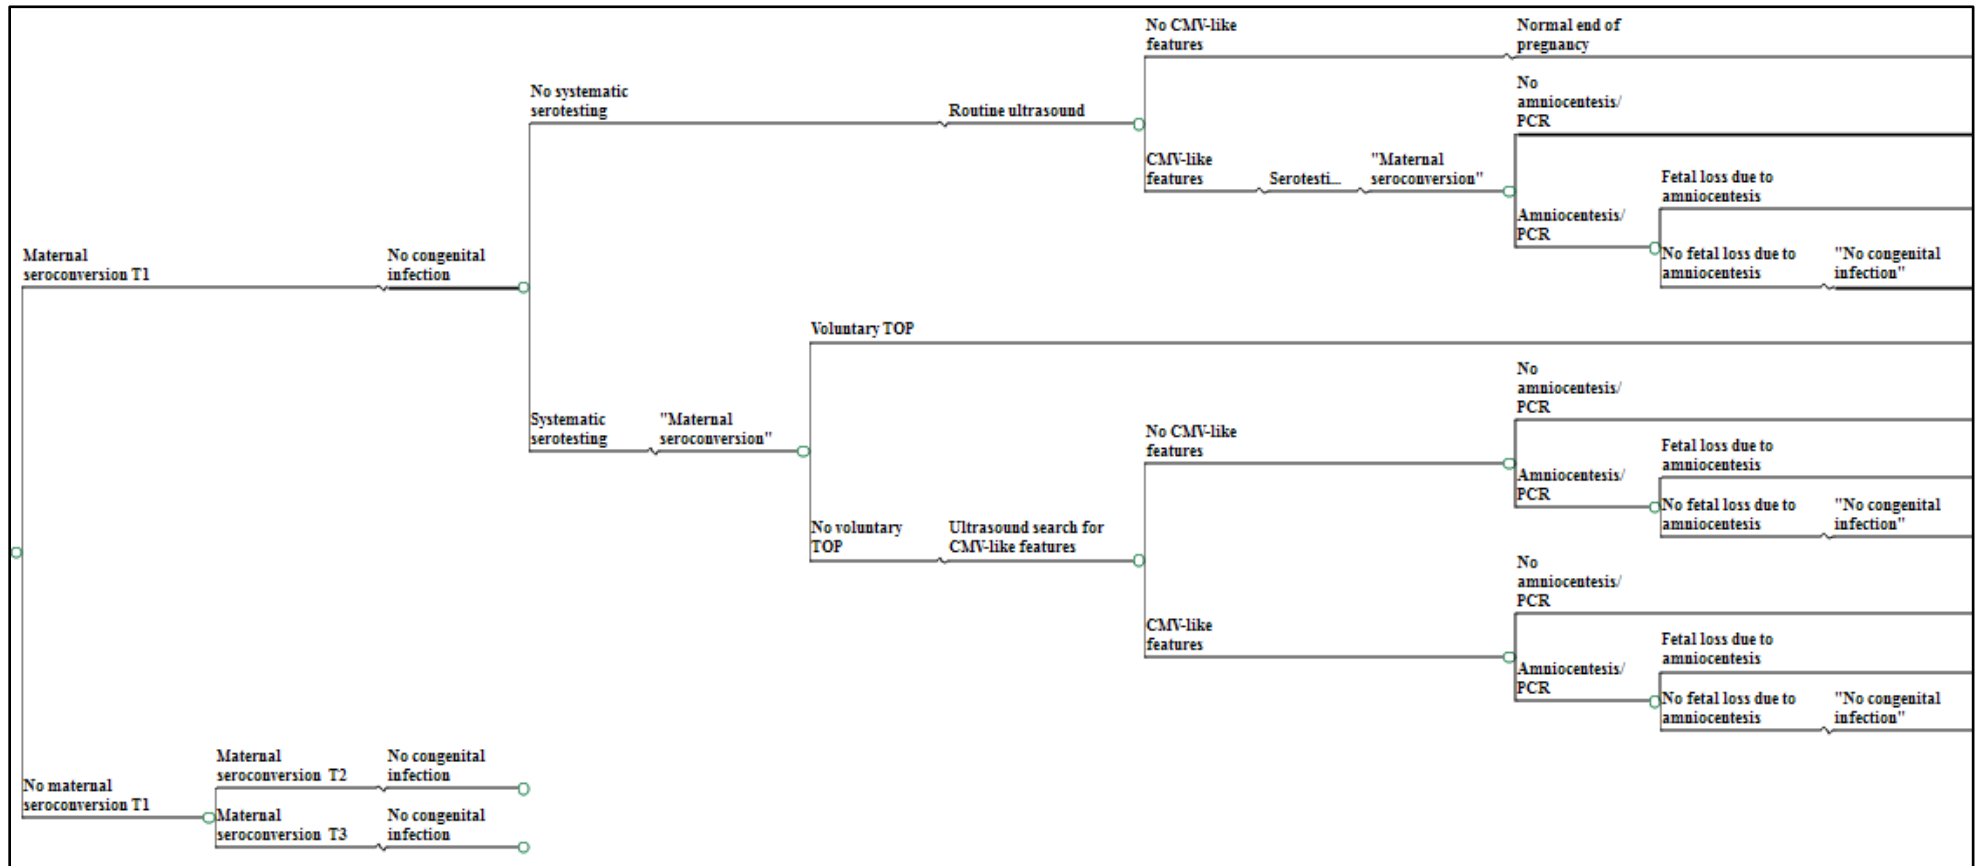 No CMV-like
features
Normal end of
pregnancy
No systematic
serotesting
Routine ultrasound
No
amniocentesis/
PCR
CMV-like
features
Serotesti...
"Maternal
seroconversion"
Fetal loss due to
amniocentesis
Amniocentesis/
PCR
No fetal loss due to
amniocentesis
"No congenital
infection"
Maternal
seroconversion T1
No congenital
infection
Voluntary TOP
No
amniocentesis/
PCR
Systematic
serotesting
"Maternal
seroconversion"
No CMV-like
features
Fetal loss due to
amniocentesis
Amniocentesis/
PCR
No fetal loss due to
amniocentesis
"No congenital
infection"
No voluntary
TOP
Ultrasound search for
CMV-like features
No
amniocentesis/
PCR
CMV-like
features
Fetal loss due to
amniocentesis
Amniocentesis/
PCR
No fetal loss due to
amniocentesis
"No congenital
infection"
No maternal
seroconversion T1
Maternal
seroconversion T2
No congenital
infection
Maternal
seroconversion T3
No congenital
infection